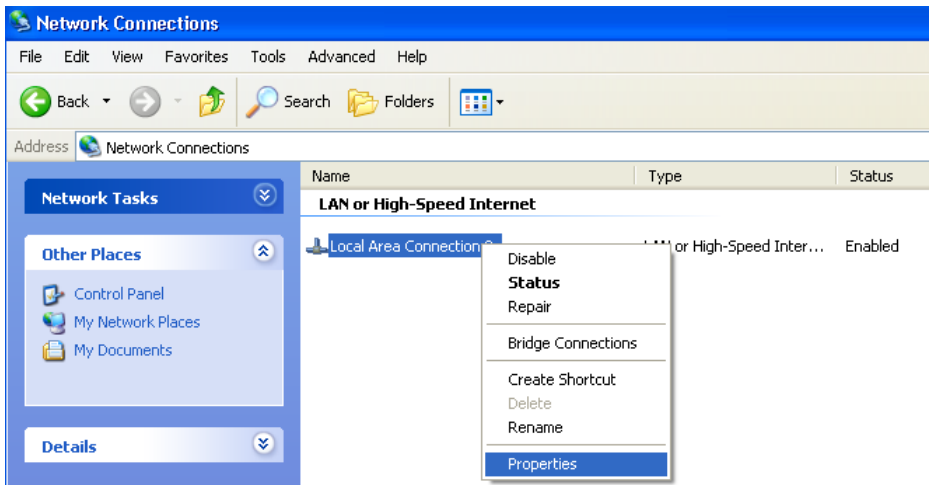 Network Connections
File Edit View Favorites Tools Advanced Help
Back Search Folders
Address Network Connections
Name Type Status
Network Tasks
LAN or High-Speed Internet
Other Places
Local Area Connection or High-Speed Inter... Enabled
Control Panel
My Network Places
My Documents
Details
Disable
Status
Repair
Bridge Connections
Create Shortcut
Delete
Rename
Properties